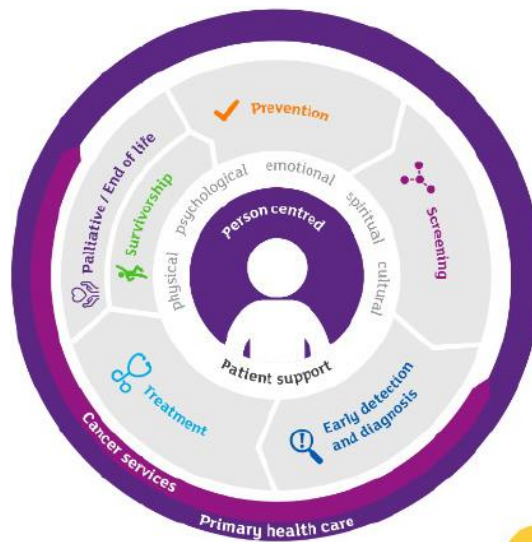 Prevention
Screening
Early detection
and diagnosis
Treatment
Survivorship
Palliative / End of life
physical psychological emotional spiritual cultural
Person centred
Patient support
Cancer services
Primary health care